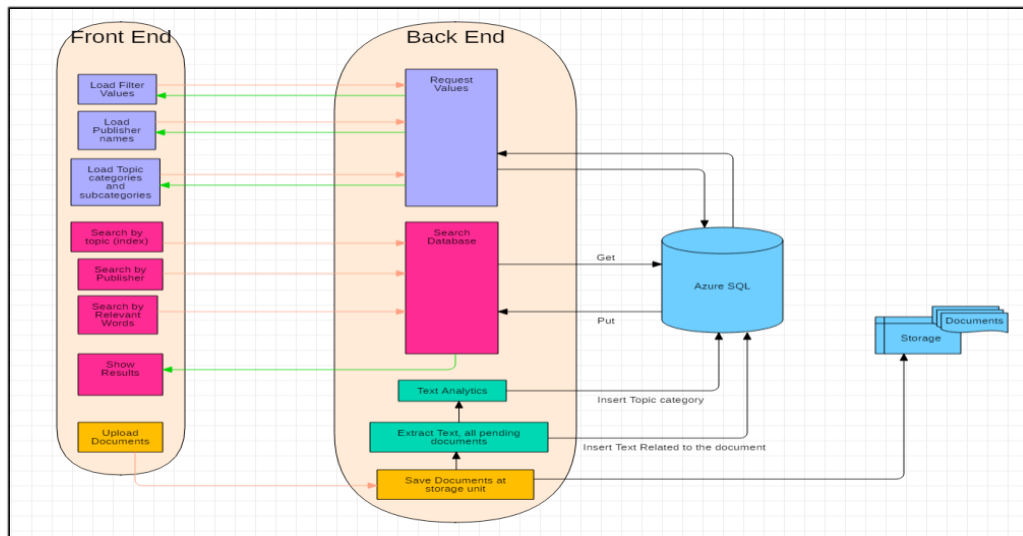 Front End
Back End
Load Filter
Values
Load
Publisher
names
Load Topic
categories
and
subcategories
Search by
topic (index)
Search by
Publisher
Search by
Relevant
Words
Show
Results
Upload
Documents
Request
Values
Search
Database
Text Analytics
Extract Text, all pending
documents
Save Documents at
storage unit
Get
Put
Azure SQL
Insert Topic category
Insert Text Related to the document
Documents
Storage